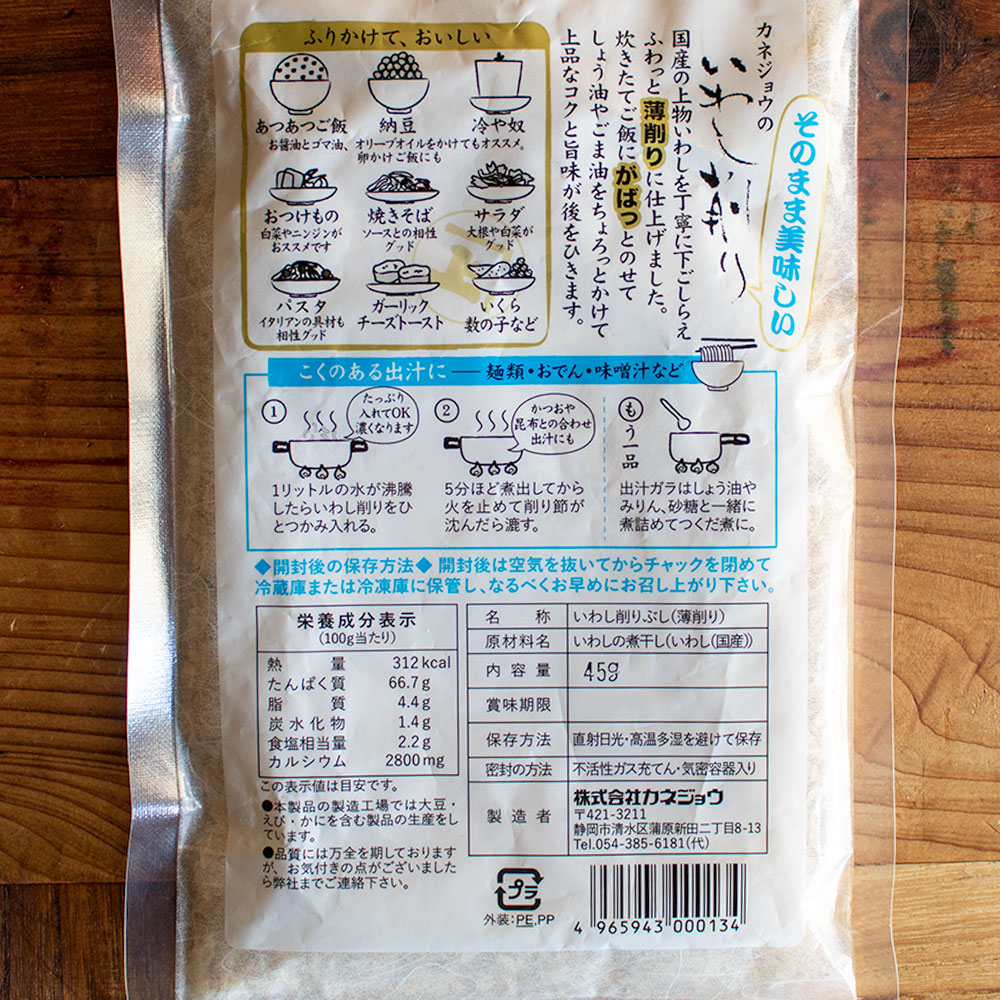 そのまま美味しい
カネジョウの
いわし削り
国産の上物いわしを丁寧に下ごしらえ
ふわっと薄削りに仕上げました。
炊きたてご飯にがばっとのせて
しょう油やごま油をちょろっとかけて
上品なコクと旨味が後をひきます。
ふりかけて、おいしい
あつあつご飯
お醤油とゴマ油、
納豆
オリーブオイルをかけてもオススメ。
卵かけご飯にも
冷や奴
おつけもの
白菜やニンジンが
おススメです
焼きそば
ソースとの相性
グッド
サラダ
大根や白菜が
グッド
パスタ
イタリアンの具材も
相性グッド
ガーリック
チーズトースト
いくら
数の子など
こくのある出汁に━━麺類・おでん・味噌汁など
①
たっぷり
入れてOK
濃くなります
1リットルの水が沸騰
したらいわし削りをひ
とつかみ入れる。
②
かつおや
昆布との合わせ
出汁にも
5分ほど煮出してから
火を止めて削り節が
沈んだら漉す。
もう一品
出汁ガラはしょう油や
みりん、砂糖と一緒に
煮詰めてつくだ煮に。
◆開封後の保存方法◆ 開封後は空気を抜いてからチャックを閉めて
冷蔵庫または冷凍庫に保管し、なるべくお早めにお召し上がり下さい。
栄養成分表示
(100g当たり)
熱量 312kcal
たんぱく質 66.7g
脂質 4.4g
炭水化物 1.4g
食塩相当量 2.2g
カルシウム 2800mg
この表示値は目安です。
●本製品の製造工場では大豆・
えび・かにを含む製品の生産をし
ています。
●品質には万全を期しております
が、お気付きの点がございました
ら弊社までご連絡下さい。
名称 いわし削りぶし(薄削り)
原材料名 いわしの煮干し(いわし(国産))
内容量 45g
賞味期限
保存方法 直射日光・高温多湿を避けて保存
密封の方法 不活性ガス充てん・気密容器入り
製造者 株式会社カネジョウ
〒421-3211
静岡市清水区蒲原新田二丁目8-13
Tel.054-385-6181(代)
プラ
外装:PE,PP
4 965943 000134